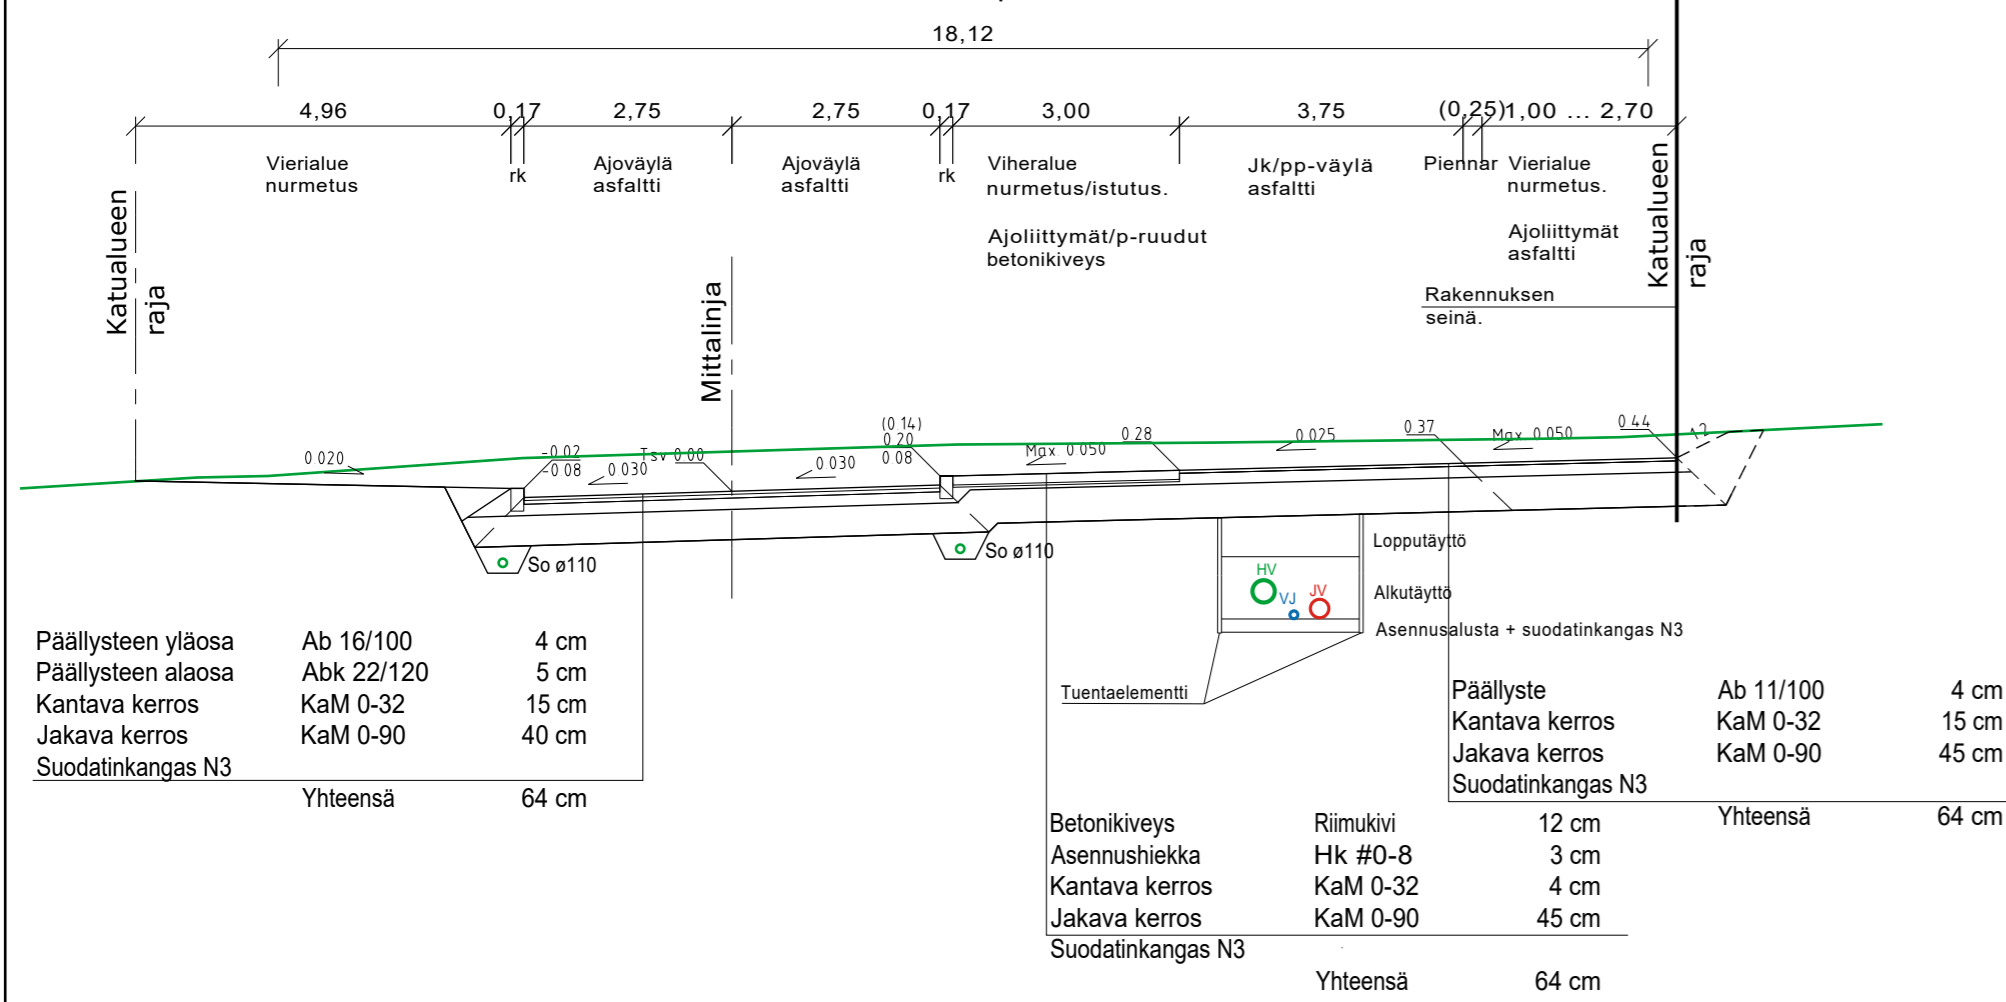 18,12
4,96 0,17 2,75 2,75 0,17 3,00 3,75 (0,25) 1,00 ... 2,70
Vierialue
nurmetus
rk
Ajoväylä
asfaltti
Ajoväylä
asfaltti
rk
Viheralue
nurmetus/istutus.
Ajoliittymät/p-ruudut
betonikiveys
Jk/pp-väylä
asfaltti
Piennar
Vierialue
nurmetus.
Ajoliittymät
asfaltti
Rakennuksen
seinä.
Katualueen
raja
Mittalinja
Katualueen
raja
0 020
-0 02
-0 08
0 030
Tsv 0 00
0 030
(0 14)
0 20
0 08
Max 0 050
0 28
0 025
0 37
Max 0 050
0 44
So ø110
So ø110
HV
VJ
JV
Lopputäyttö
Alkutäyttö
Asennusalusta + suodatinkangas N3
Tuentaelementti
Päällysteen yläosa Ab 16/100 4 cm
Päällysteen alaosa Abk 22/120 5 cm
Kantava kerros KaM 0-32 15 cm
Jakava kerros KaM 0-90 40 cm
Suodatinkangas N3
Yhteensä 64 cm
Betonikiveys Riimukivi 12 cm
Asennushiekka Hk #0-8 3 cm
Kantava kerros KaM 0-32 4 cm
Jakava kerros KaM 0-90 45 cm
Suodatinkangas N3
Yhteensä 64 cm
Päällyste Ab 11/100 4 cm
Kantava kerros KaM 0-32 15 cm
Jakava kerros KaM 0-90 45 cm
Suodatinkangas N3
Yhteensä 64 cm